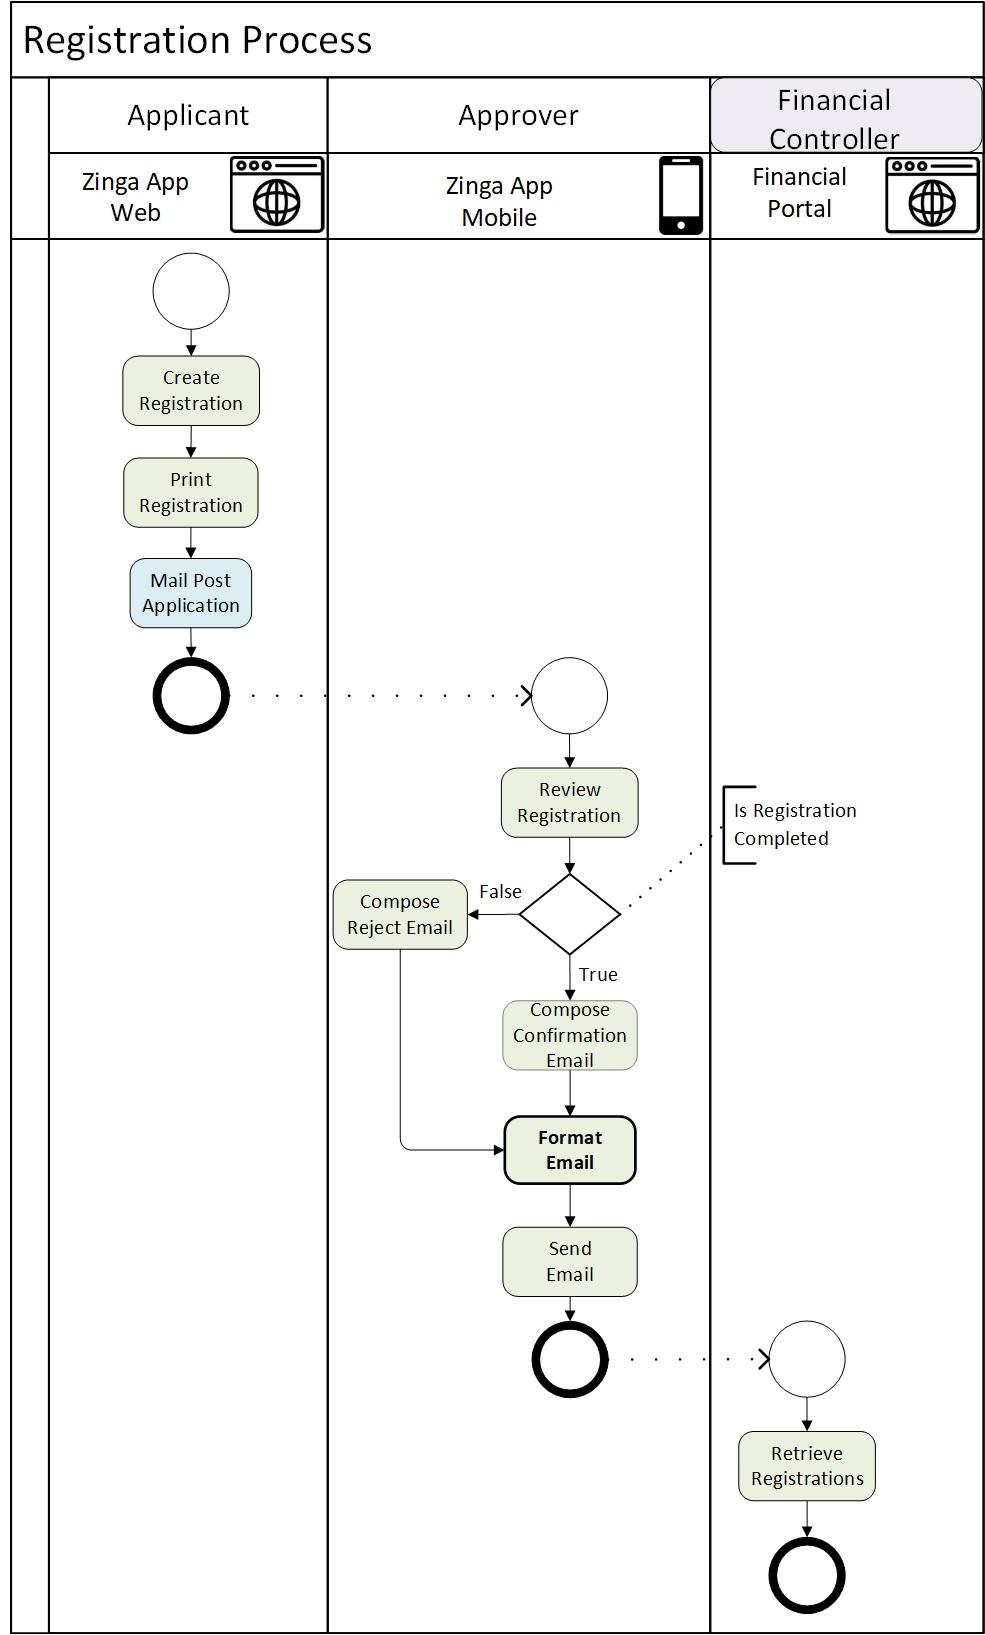 Registration Process
Applicant
Approver
Financial
Controller
Zinga App
Web
Zinga App
Mobile
Financial
Portal
Create
Registration
Print
Registration
Mail Post
Application
Review
Registration
Is Registration
Completed
False
Compose
Reject Email
True
Compose
Confirmation
Email
Format
Email
Send
Email
Retrieve
Registrations